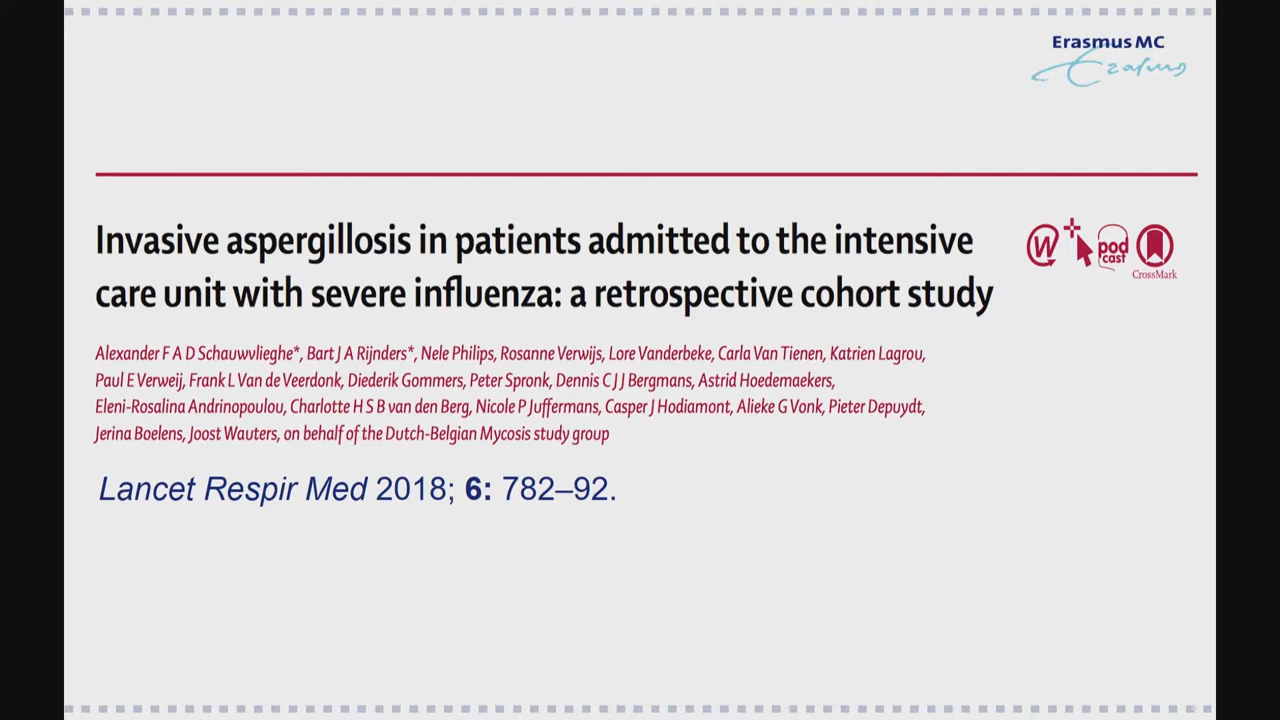 Erasmus MC
Erasmus
Invasive aspergillosis in patients admitted to the intensive
care unit with severe influenza: a retrospective cohort study
W
pod
cast
CrossMark
Alexander F A D Schauwvlieghe*, Bart J A Rijnders*, Nele Philips, Rosanne Verwijs, Lore Vanderbeke, Carla Van Tienen, Katrien Lagrou,
Paul E Verweij, Frank L Van de Veerdonk, Diederik Gommers, Peter Spronk, Dennis C J J Bergmans, Astrid Hoedemaekers,
Eleni-Rosalina Andrinopoulou, Charlotte H S B van den Berg, Nicole P Juffermans, Casper J Hodiamont, Alieke G Vonk, Pieter Depuydt,
Jerina Boelens, Joost Wauters, on behalf of the Dutch-Belgian Mycosis study group
Lancet Respir Med 2018; 6: 782–92.